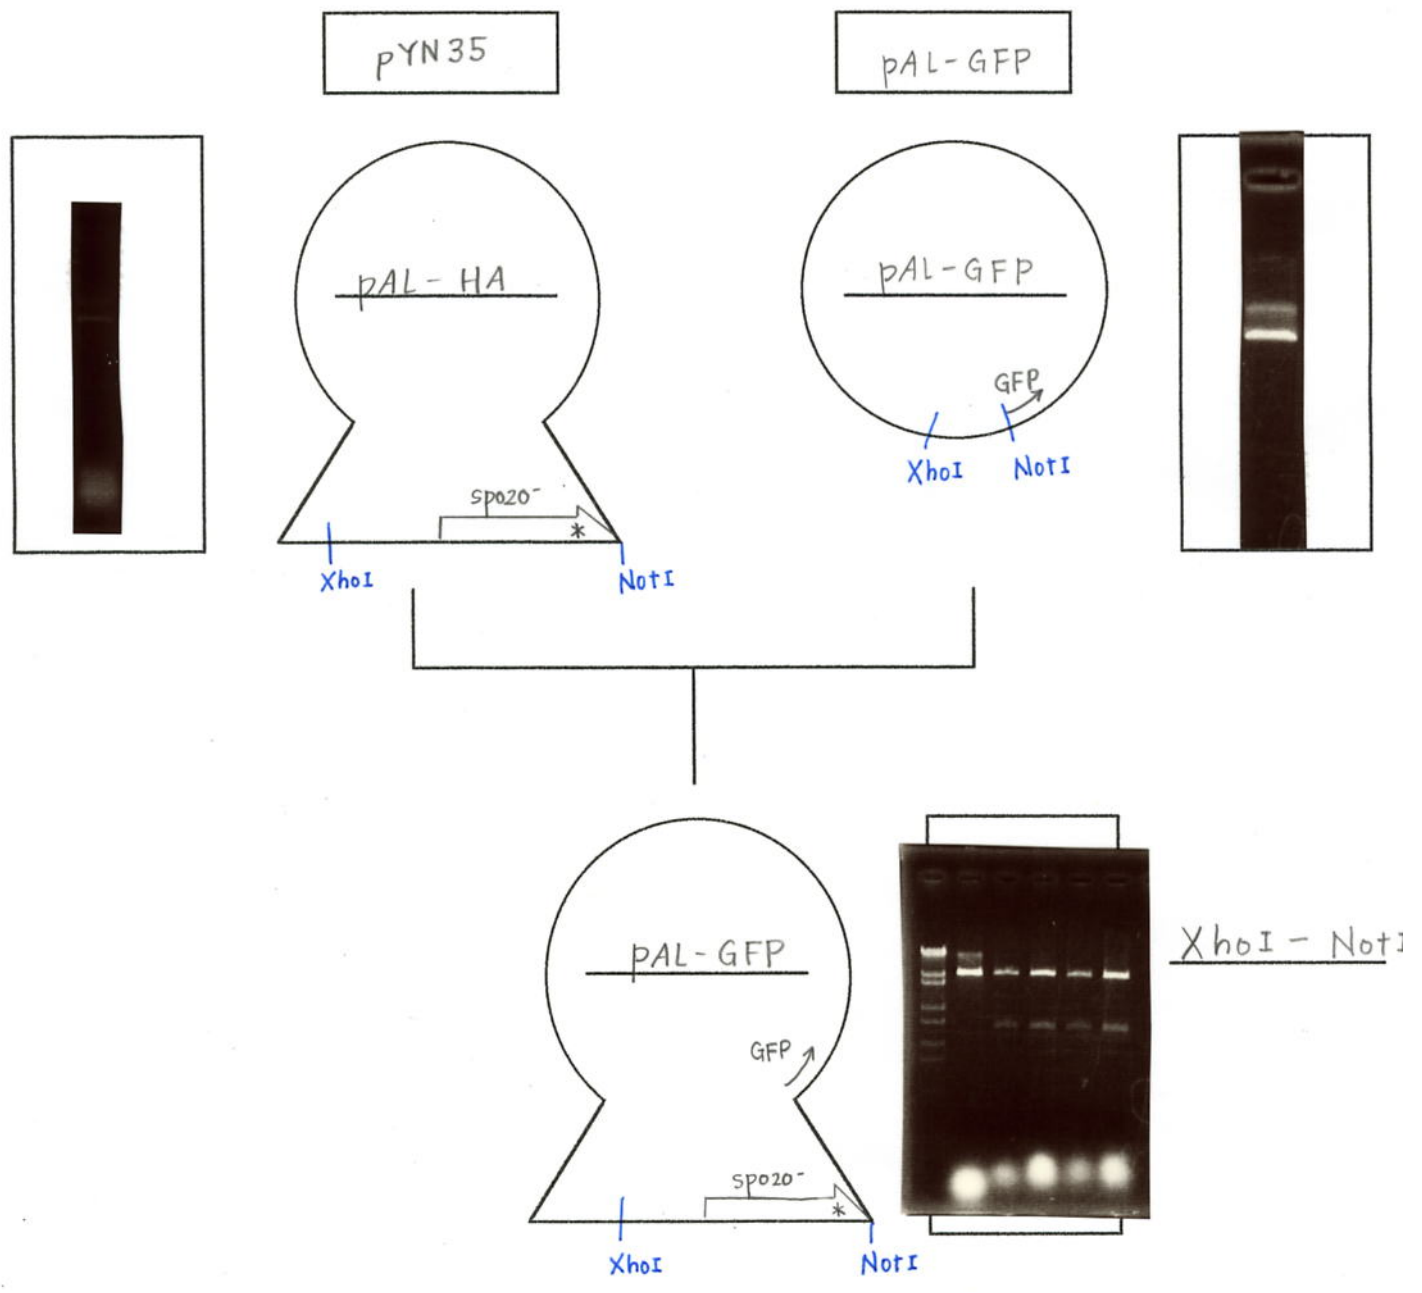 pYN35
pAL-GFP
pAL-HA
pAL-GFP
GFP
XhoI
NotI
spo20-
*
XhoI
NotI
pAL-GFP
XhoI - NotI
GFP
spo20-
*
XhoI
NotI